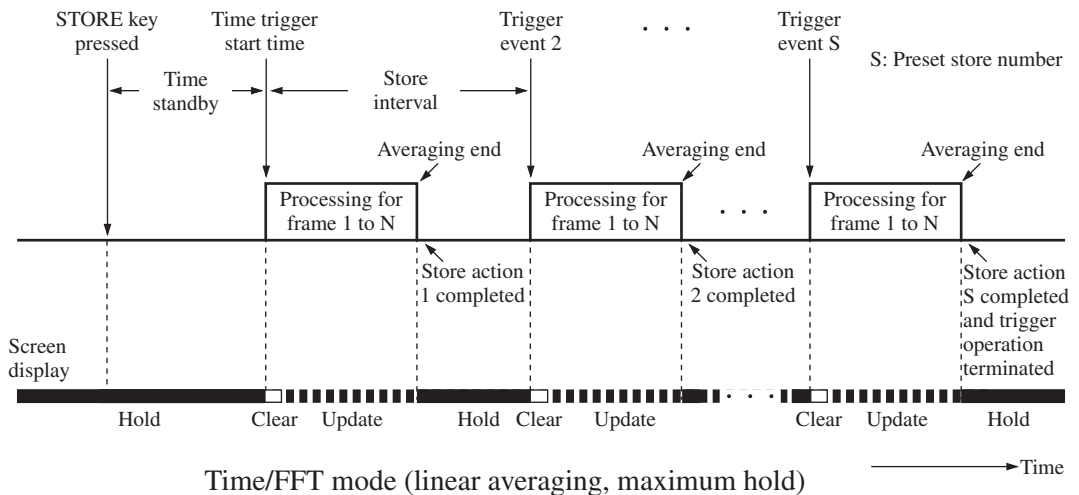 STORE key
pressed
Time trigger
start time
Trigger
event 2
. . .
Trigger
event S
S: Preset store number
Time
standby
Store
interval
Averaging end
Averaging end
Averaging end
Processing for
frame 1 to N
Processing for
frame 1 to N
. . .
Processing for
frame 1 to N
Store action
1 completed
Store action
2 completed
Store action
S completed
and trigger
operation
terminated
Screen
display
. . .
Hold
Clear
Update
Hold
Clear
Update
Clear
Update
Hold
Time
Time/FFT mode (linear averaging, maximum hold)